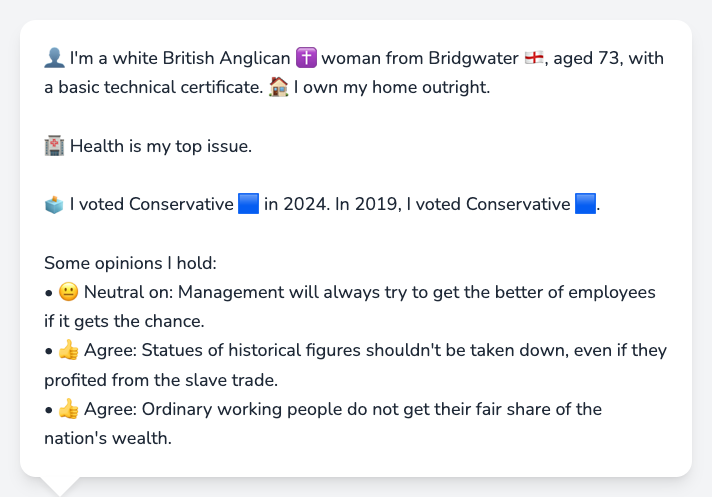 👤 I'm a white British Anglican ✝️ woman from Bridgwater 🏴󠁧󠁢󠁥󠁮󠁧󠁿, aged 73, with
a basic technical certificate. 🏠 I own my home outright.
🏥 Health is my top issue.
🗳️ I voted Conservative 🟦 in 2024. In 2019, I voted Conservative 🟦.
Some opinions I hold:
• 😐 Neutral on: Management will always try to get the better of employees
if it gets the chance.
• 👍 Agree: Statues of historical figures shouldn't be taken down, even if they
profited from the slave trade.
• 👍 Agree: Ordinary working people do not get their fair share of the
nation's wealth.